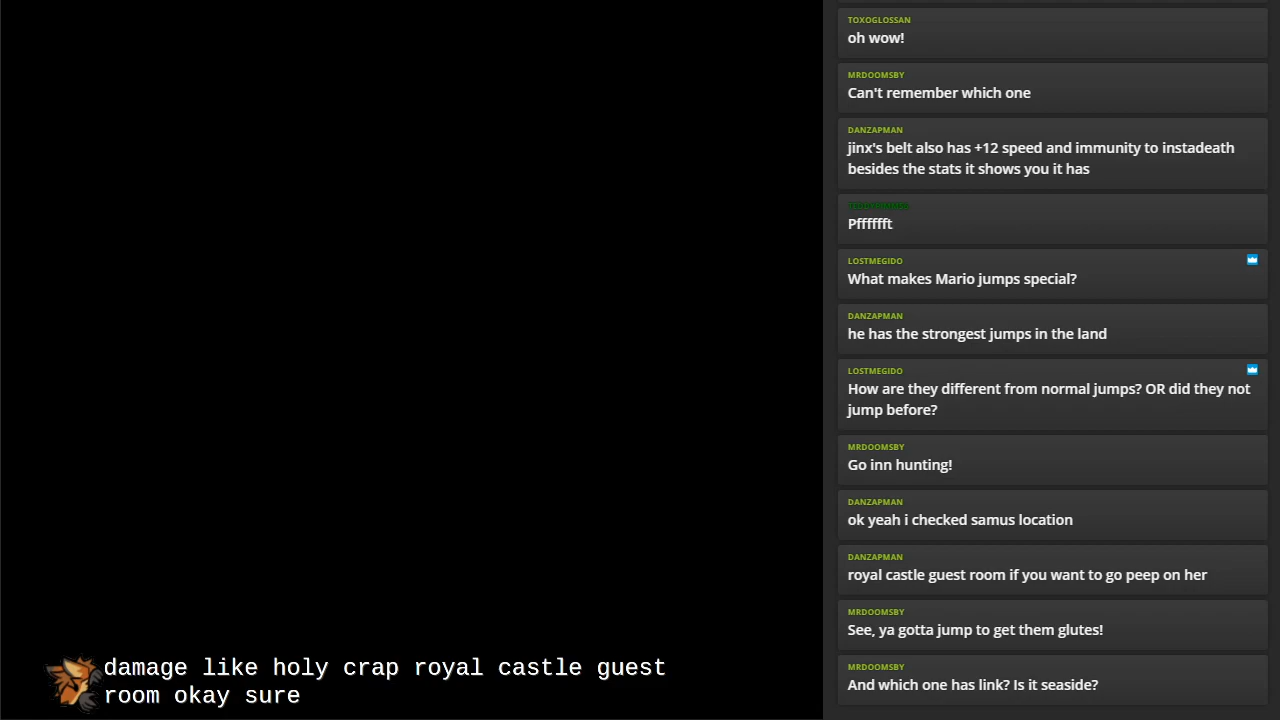 TOXOGLOSSAN
oh wow!
MRDOOMSBY
Can't remember which one
DANZAPMAN
jinx's belt also has +12 speed and immunity to instadeath
besides the stats it shows you it has
Pfffffft
LOSTMEGIDO
What makes Mario jumps special?
DANZAPMAN
he has the strongest jumps in the land
LOSTMEGIDO
How are they different from normal jumps? OR did they not
jump before?
MRDOOMSBY
Go inn hunting!
DANZAPMAN
ok yeah i checked samus location
DANZAPMAN
royal castle guest room if you want to go peep on her
MRDOOMSBY
See, ya gotta jump to get them glutes!
MRDOOMSBY
And which one has link? Is it seaside?
damage like holy crap royal castle guest
room okay sure